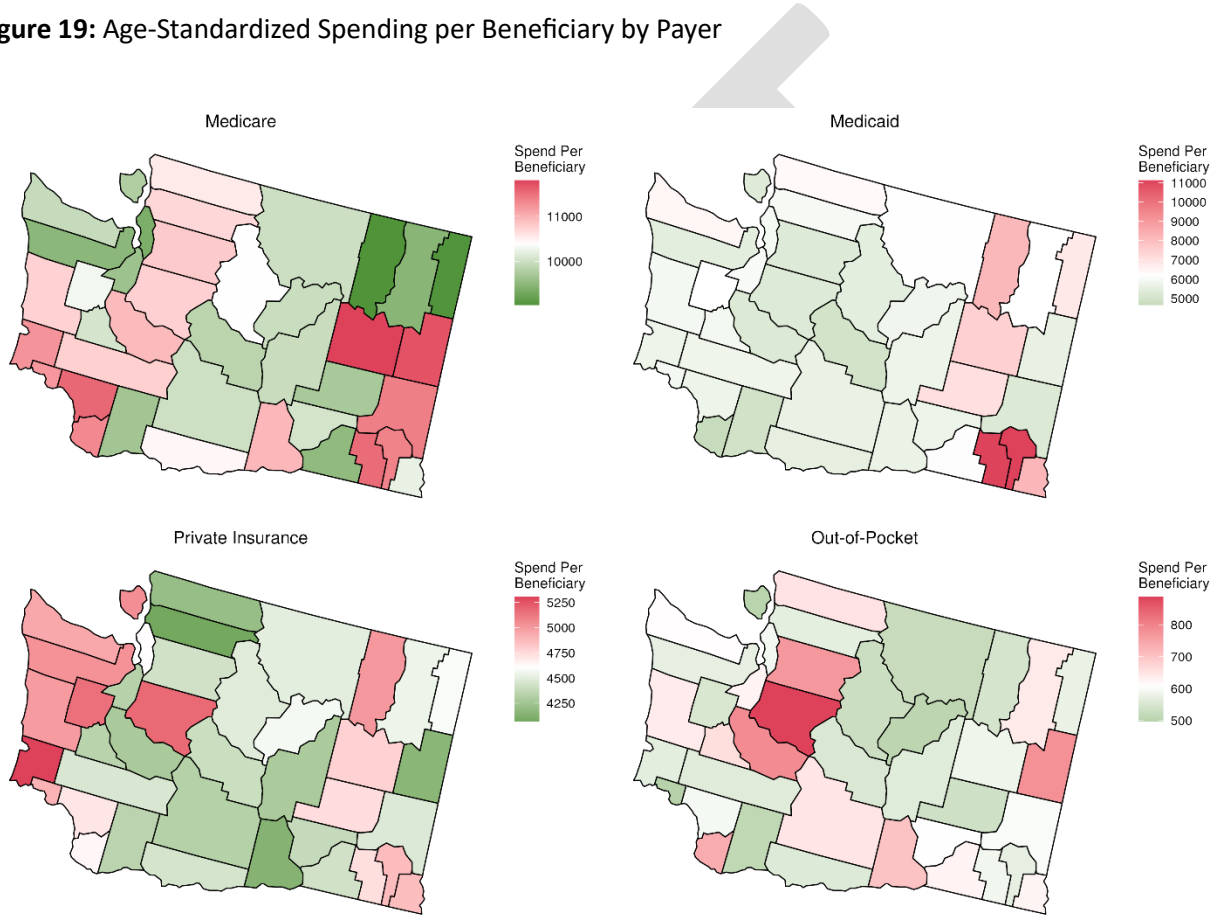 gure 19: Age-Standardized Spending per Beneficiary by Payer
Medicare
Spend Per
Beneficiary
11000
10000
Medicaid
Spend Per
Beneficiary
11000
10000
9000
8000
7000
6000
5000
Private Insurance
Spend Per
Beneficiary
5250
5000
4750
4500
4250
Out-of-Pocket
Spend Per
Beneficiary
800
700
600
500